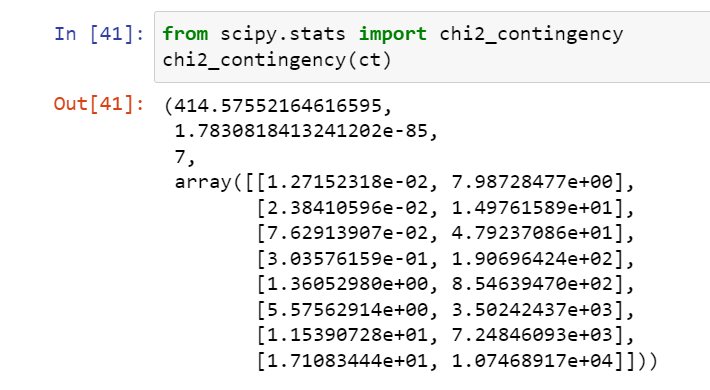 In [41]: from scipy.stats import chi2_contingency
chi2_contingency(ct)
Out[41]: (414.57552164616595,
1.7830818413241202e-85,
7,
array([[1.27152318e-02, 7.98728477e+00],
[2.38410596e-02, 1.49761589e+01],
[7.62913907e-02, 4.79237086e+01],
[3.03576159e-01, 1.90696424e+02],
[1.36052980e+00, 8.54639470e+02],
[5.57562914e+00, 3.50242437e+03],
[1.15390728e+01, 7.24846093e+03],
[1.71083444e+01, 1.07468917e+04]]))